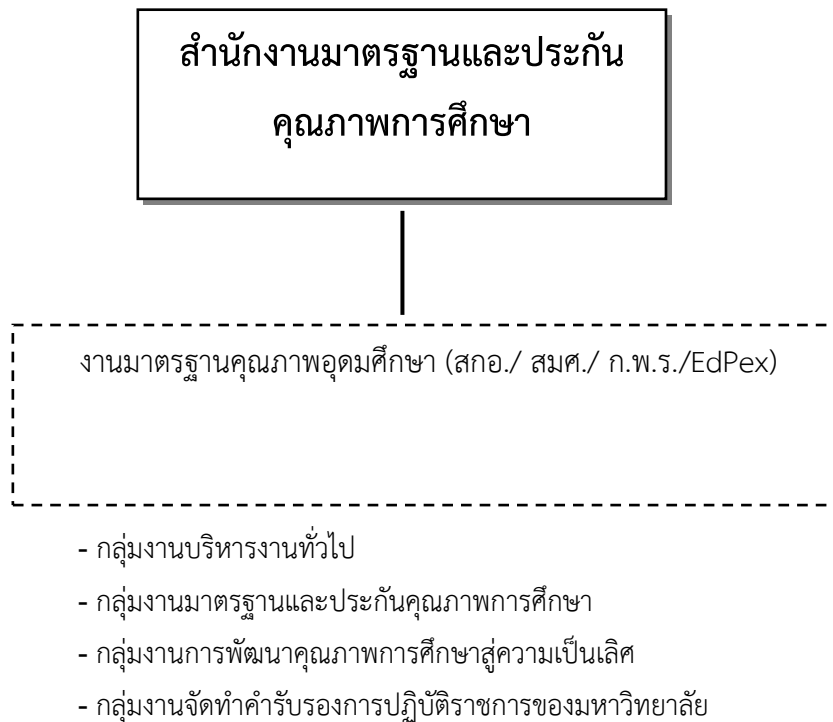 สำนักงานมาตรฐานและประกัน
คุณภาพการศึกษา
งานมาตรฐานคุณภาพอุดมศึกษา (สกอ./ สมศ./ ก.พ.ร./EdPex)
- กลุ่มงานบริหารงานทั่วไป
- กลุ่มงานมาตรฐานและประกันคุณภาพการศึกษา
- กลุ่มงานการพัฒนาคุณภาพการศึกษาสู่ความเป็นเลิศ
- กลุ่มงานจัดทำคำรับรองการปฏิบัติราชการของมหาวิทยาลัย